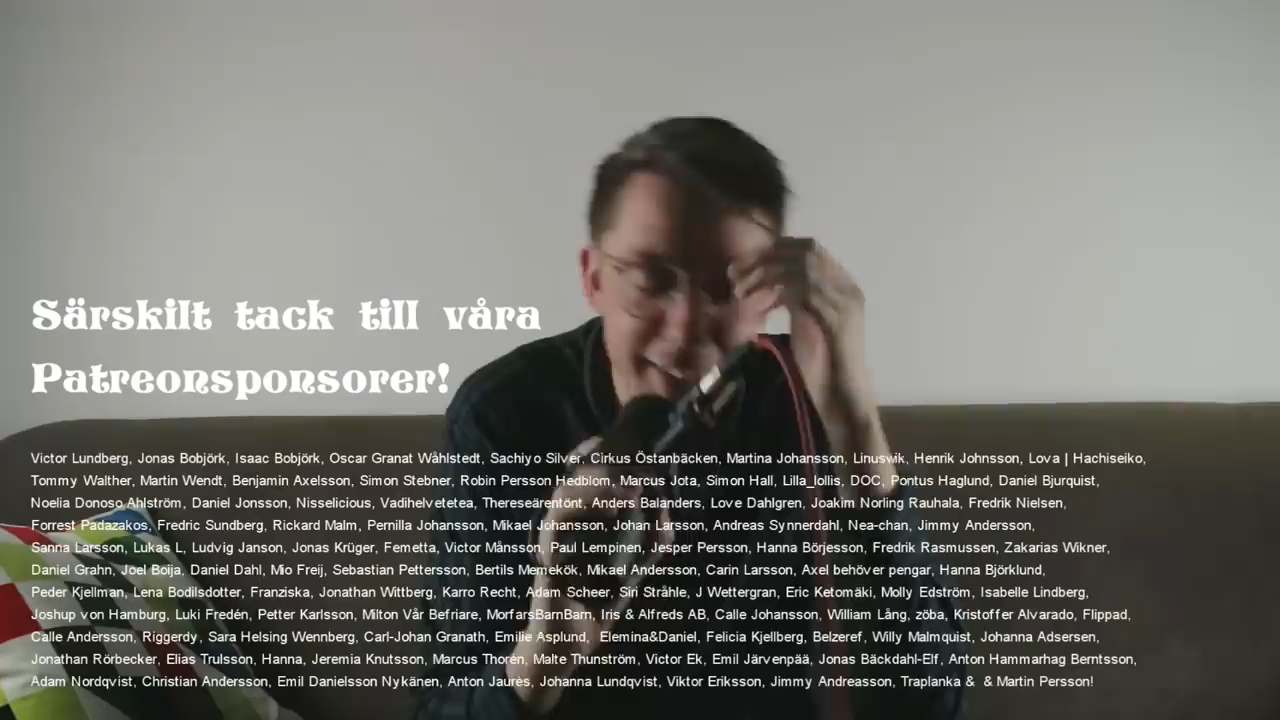 Särskilt tack till våra
Patreonsponsorer!
Victor Lundberg, Jonas Bobjörk, Isaac Bobjörk, Oscar Granat Wåhlstedt, Sachiyo Silver, Cirkus Östanbäcken, Martina Johansson, Linuswik, Henrik Johnsson, Lova | Hachiseiko,
Tommy Walther, Martin Wendt, Benjamin Axelsson, Simon Stebner, Robin Persson Hedblom, Marcus Jota, Simon Hall, Lilla_lollis, DOC, Pontus Haglund, Daniel Bjurquist,
Noelia Donoso Ahlström, Daniel Jonsson, Nisselicious, Vadihelvetetea, Thereseärentönt, Anders Balanders, Love Dahlgren, Joakim Norling Rauhala, Fredrik Nielsen,
Forrest Padazakos, Fredric Sundberg, Rickard Malm, Pernilla Johansson, Mikael Johansson, Johan Larsson, Andreas Synnerdahl, Nea-chan, Jimmy Andersson,
Sanna Larsson, Lukas L, Ludvig Janson, Jonas Krüger, Femetta, Victor Månsson, Paul Lempinen, Jesper Persson, Hanna Börjesson, Fredrik Rasmussen, Zakarias Wikner,
Daniel Grahn, Joel Boija, Daniel Dahl, Mio Freij, Sebastian Pettersson, Bertils Memekök, Mikael Andersson, Carin Larsson, Axel behöver pengar, Hanna Björklund,
Peder Kjellman, Lena Bodilsdotter, Franziska, Jonathan Wittberg, Karro Recht, Adam Scheer, Siri Stråhle, J Wettergran, Eric Ketomäki, Molly Edström, Isabelle Lindberg,
Joshup von Hamburg, Luki Fredén, Petter Karlsson, Milton Vår Befriare, MorfarsBarnBarn, Iris & Alfreds AB, Calle Johansson, William Lång, zöba, Kristoffer Alvarado, Flippad,
Calle Andersson, Riggerdy, Sara Helsing Wennberg, Carl-Johan Granath, Emilie Asplund, Elemina&Daniel, Felicia Kjellberg, Belzeref, Willy Malmquist, Johanna Adsersen,
Jonathan Rörbecker, Elias Trulsson, Hanna, Jeremia Knutsson, Marcus Thorén, Malte Thunström, Victor Ek, Emil Järvenpää, Jonas Bäckdahl-Elf, Anton Hammarhag Berntsson,
Adam Nordqvist, Christian Andersson, Emil Danielsson Nykänen, Anton Jaurès, Johanna Lundqvist, Viktor Eriksson, Jimmy Andreasson, Traplanka & & Martin Persson!